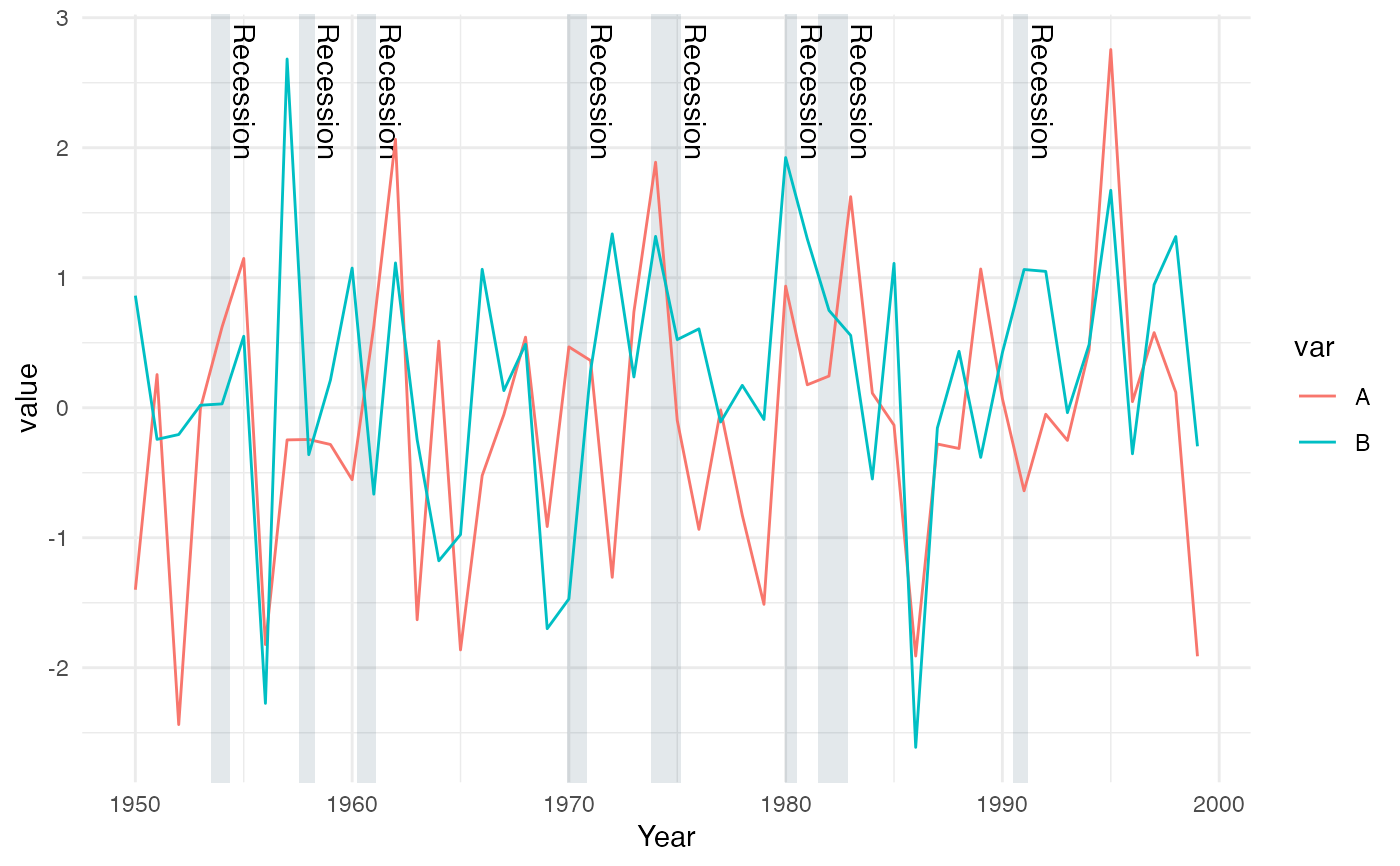 3
2
1
0
-1
-2
value
Recession
Recession
Recession
Recession
Recession
Recession
Recession
Recession
1950
1960
1970
1980
1990
2000
Year
var
A
B